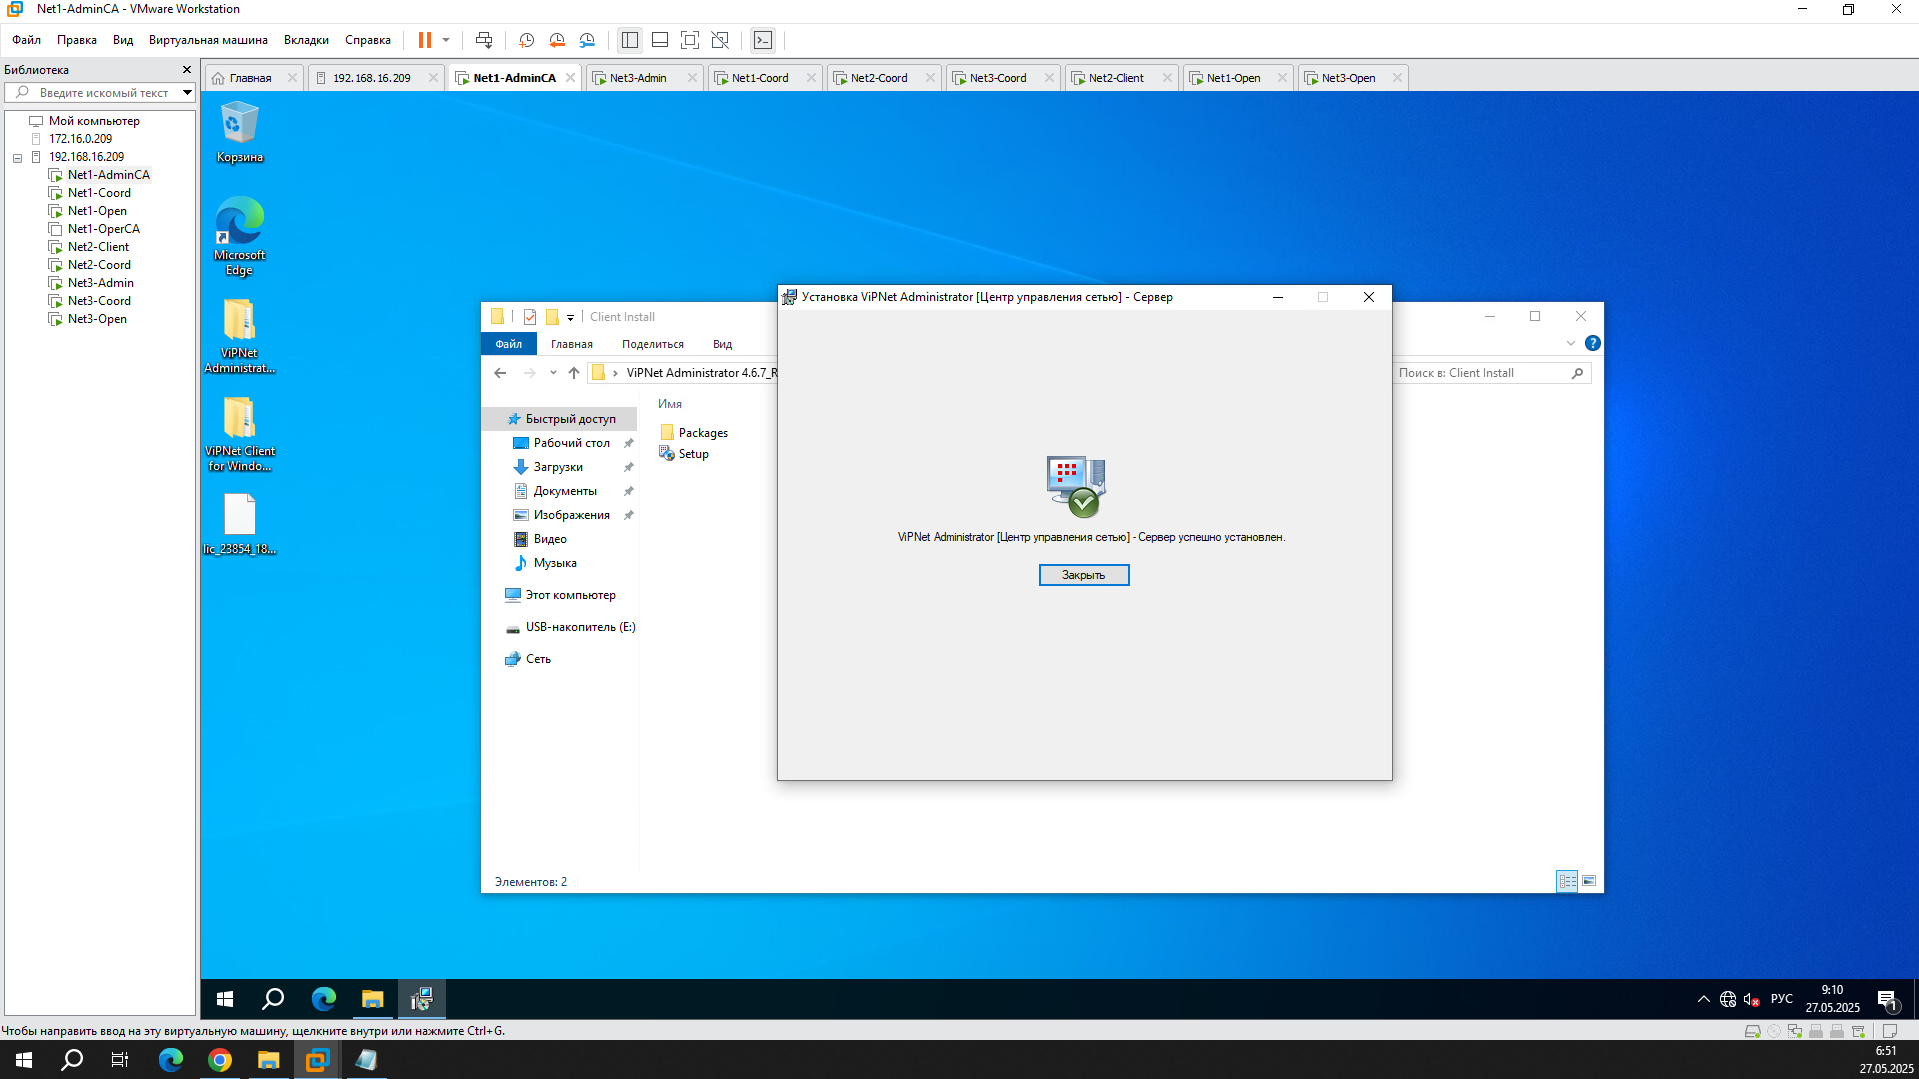 Net1-AdminCA - VMware Workstation
Файл Правка Вид Виртуальная машина Вкладки Справка
Библиотека
Введите искомый текст
Мой компьютер
172.16.0.209
192.168.16.209
Net1-AdminCA
Net1-Coord
Net1-Open
Net1-OperCA
Net2-Client
Net2-Coord
Net3-Admin
Net3-Coord
Net3-Open
Главная 192.168.16.209 Net1-AdminCA Net3-Admin Net1-Coord Net2-Coord Net3-Coord Net2-Client Net1-Open Net3-Open
Корзина
Microsoft
Edge
ViPNet
Administrat...
ViPNet Client
for Windo...
lic_23854_18...
Client Install
Файл Главная Поделиться Вид
ViPNet Administrator 4.6.7_R
Поиск в: Client Install
Быстрый доступ
Рабочий стол
Загрузки
Документы
Изображения
Видео
Музыка
Этот компьютер
USB-накопитель (E:)
Сеть
Имя
Packages
Setup
Элементов: 2
Установка ViPNet Administrator [Центр управления сетью] - Сервер
ViPNet Administrator [Центр управления сетью] - Сервер успешно установлен.
Закрыть
РУС
9:10
27.05.2025
1
Чтобы направить ввод на эту виртуальную машину, щелкните внутри или нажмите Ctrl+G.
6:51
27.05.2025